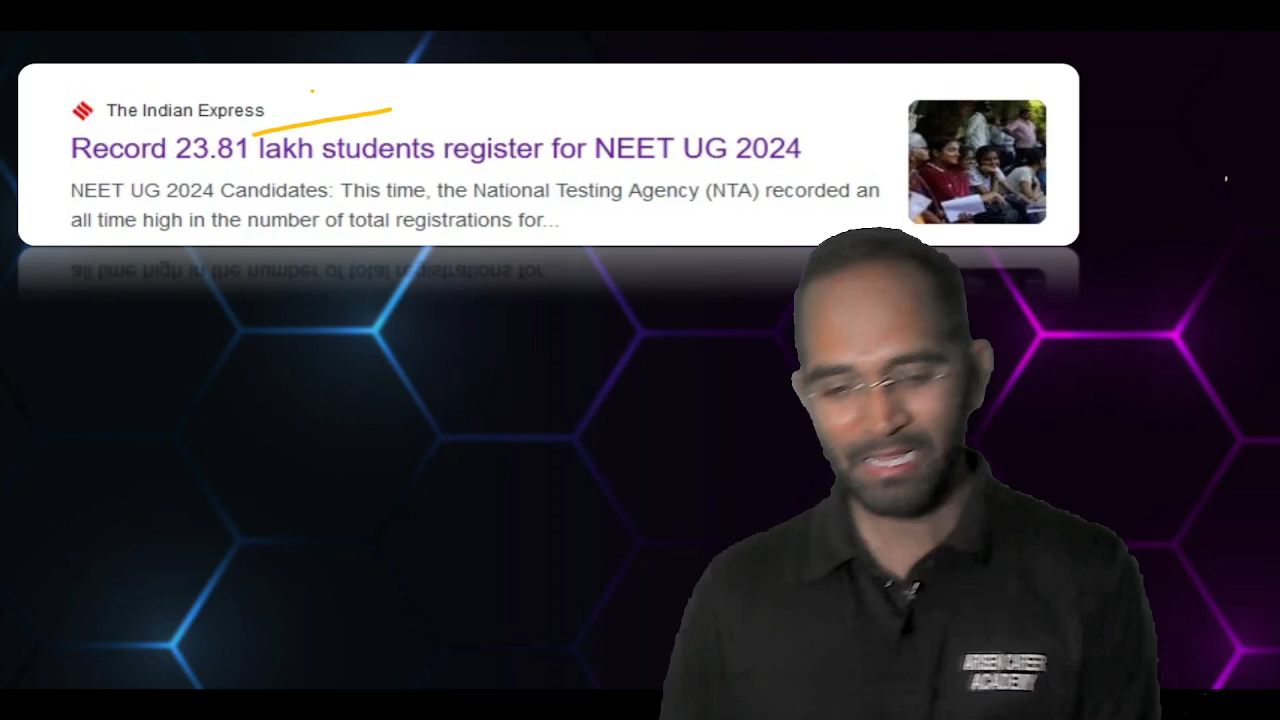 The Indian Express
Record 23.81 lakh students register for NEET UG 2024
NEET UG 2024 Candidates: This time, the National Testing Agency (NTA) recorded an
all time high in the number of total registrations for...
ACADEMY